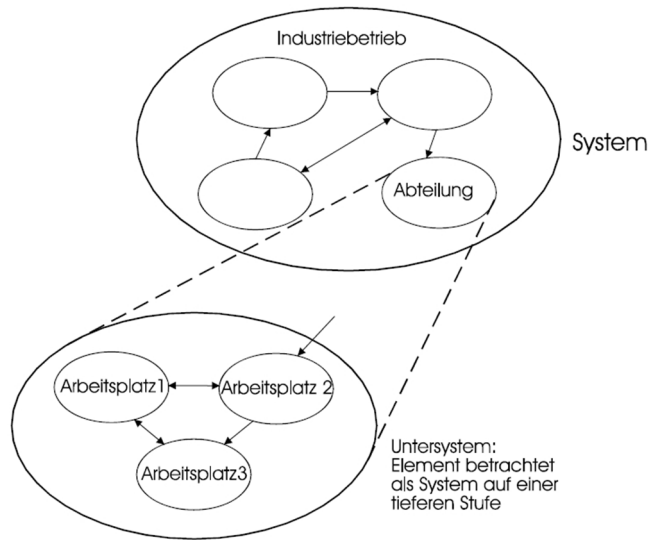 Industriebetrieb
System
Abteilung
Arbeitsplatz1
Arbeitsplatz 2
Arbeitsplatz3
Untersystem:
Element betrachtet
als System auf einer
tieferen Stufe